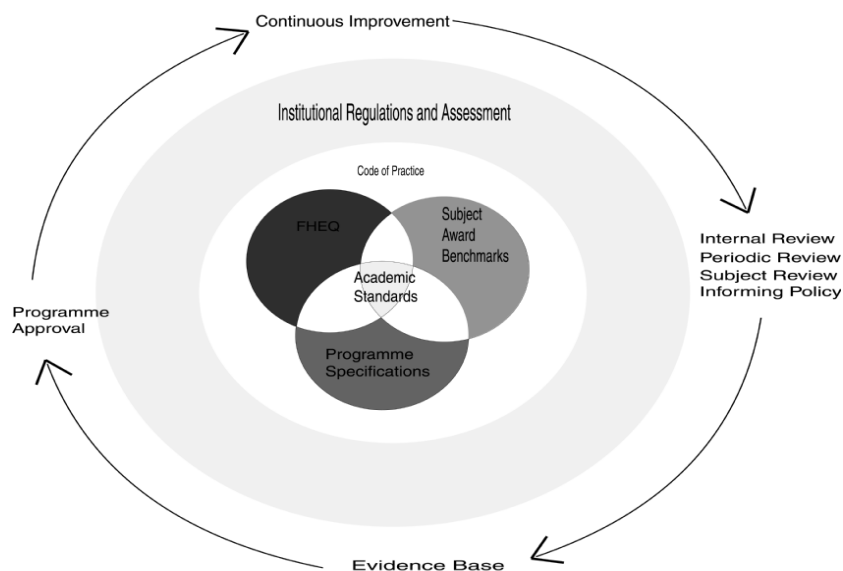 Continuous Improvement
Institutional Regulations and Assessment
Code of Practice
FHEQ
Subject
Award
Benchmarks
Academic
Standards
Programme
Specifications
Internal Review
Periodic Review
Subject Review
Informing Policy
Programme
Approval
Evidence Base